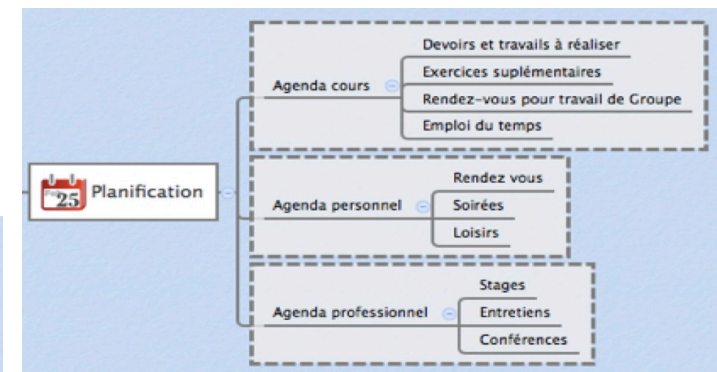 Planification
25
Agenda cours
Devoirs et travails à réaliser
Exercices suplémentaires
Rendez-vous pour travail de Groupe
Emploi du temps
Agenda personnel
Rendez vous
Soirées
Loisirs
Agenda professionnel
Stages
Entretiens
Conférences